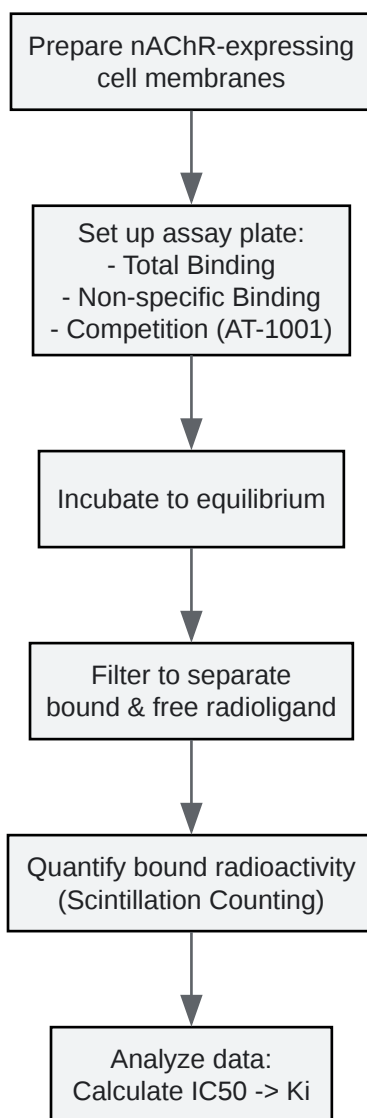 Prepare nAChR-expressing
cell membranes
Set up assay plate:
- Total Binding
- Non-specific Binding
- Competition (AT-1001)
Incubate to equilibrium
Filter to separate
bound & free radioligand
Quantify bound radioactivity
(Scintillation Counting)
Analyze data:
Calculate IC50 -> Ki